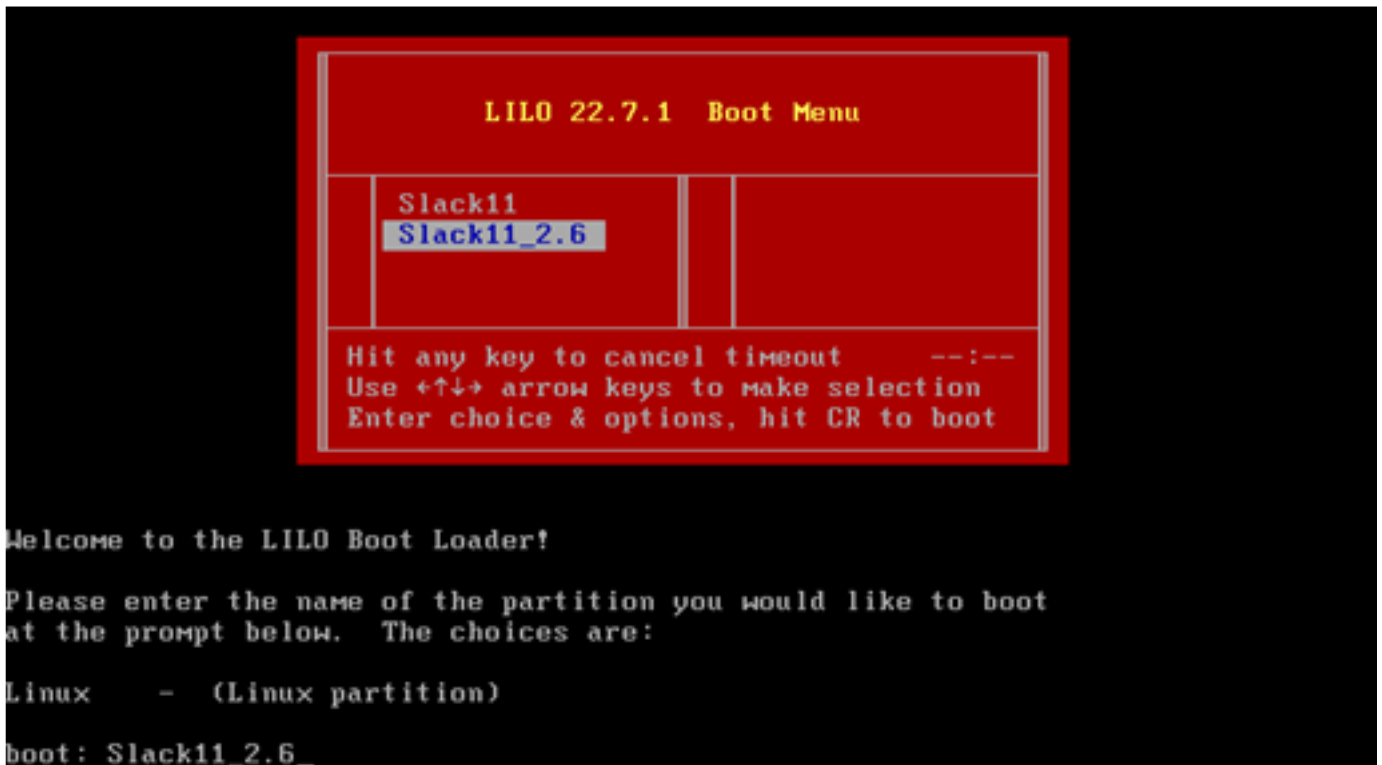 LILO 22.7.1  Boot Menu
Slack11
Slack11_2.6
Hit any key to cancel timeout     --:--
Use ←↑↓→ arrow keys to make selection
Enter choice & options, hit CR to boot
Welcome to the LILO Boot Loader!
Please enter the name of the partition you would like to boot
at the prompt below.  The choices are:
Linux    -  (Linux partition)
boot: Slack11_2.6_